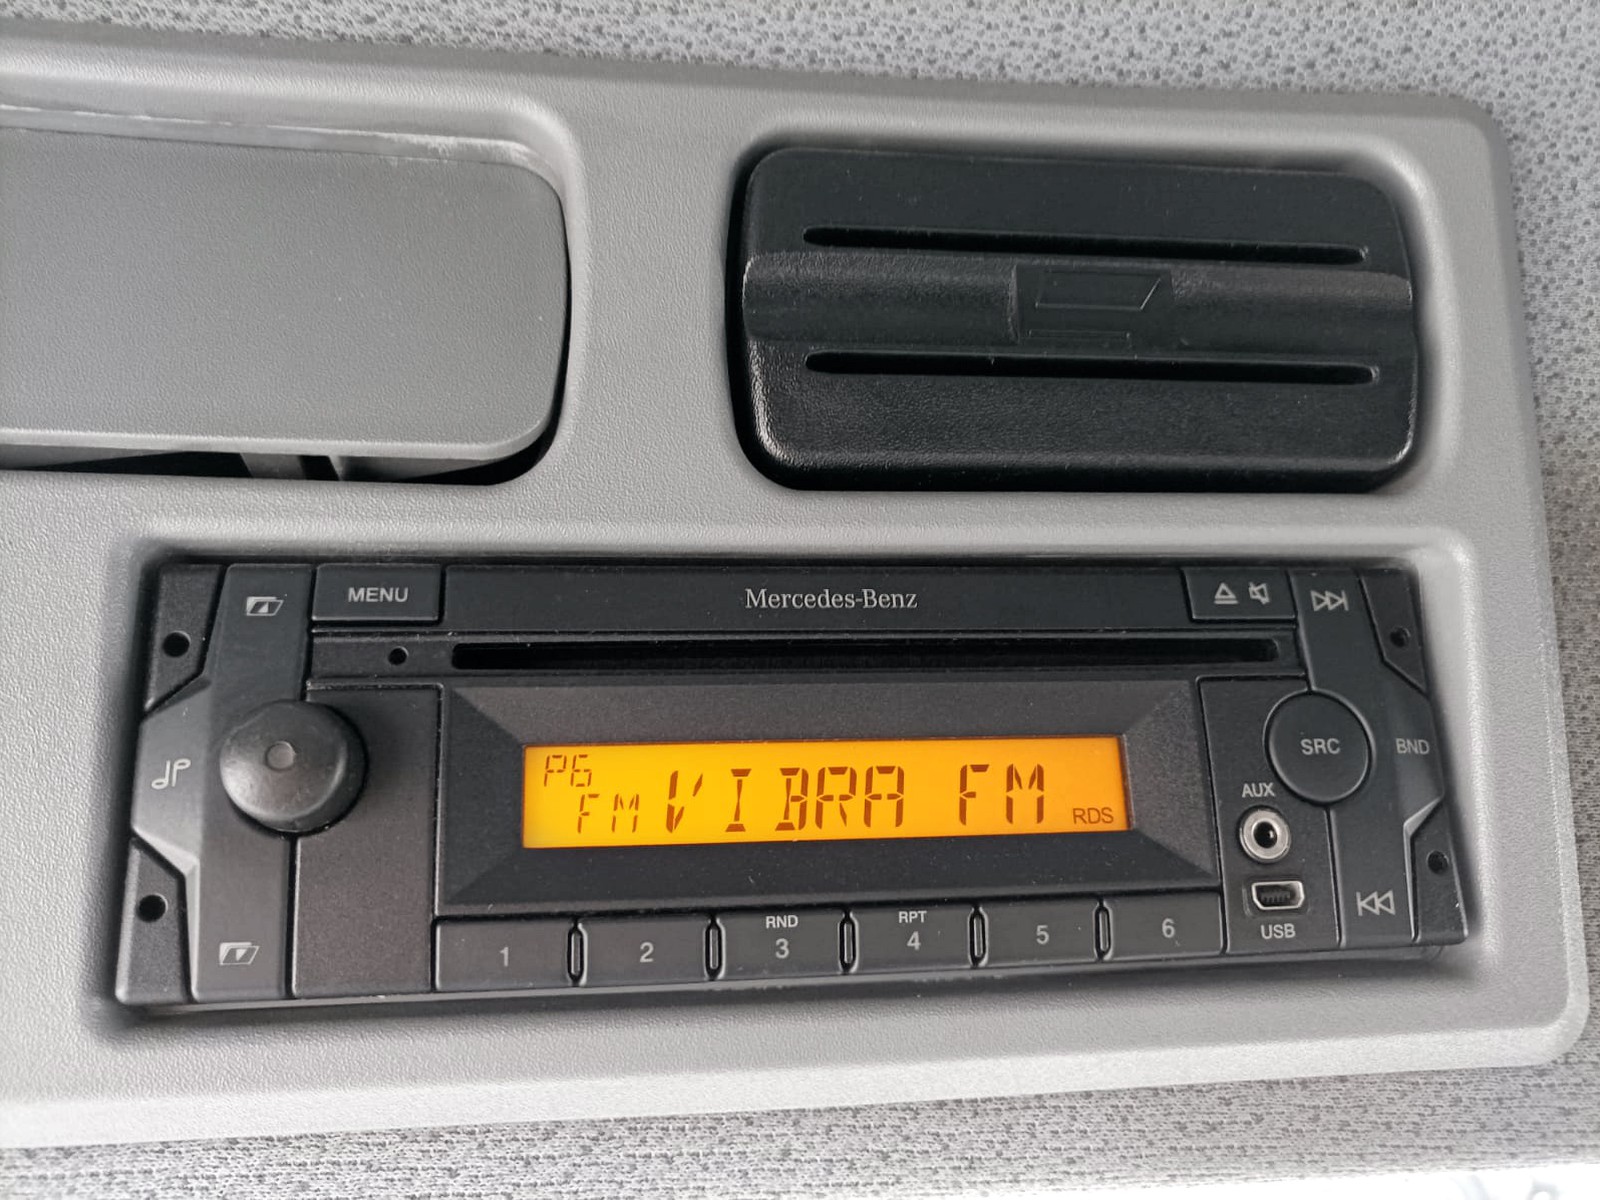 MENU
Mercedes-Benz
SRC
BND
P6
FM VIBRA FM
RDS
AUX
USB
1
2
RND
3
RPT
4
5
6